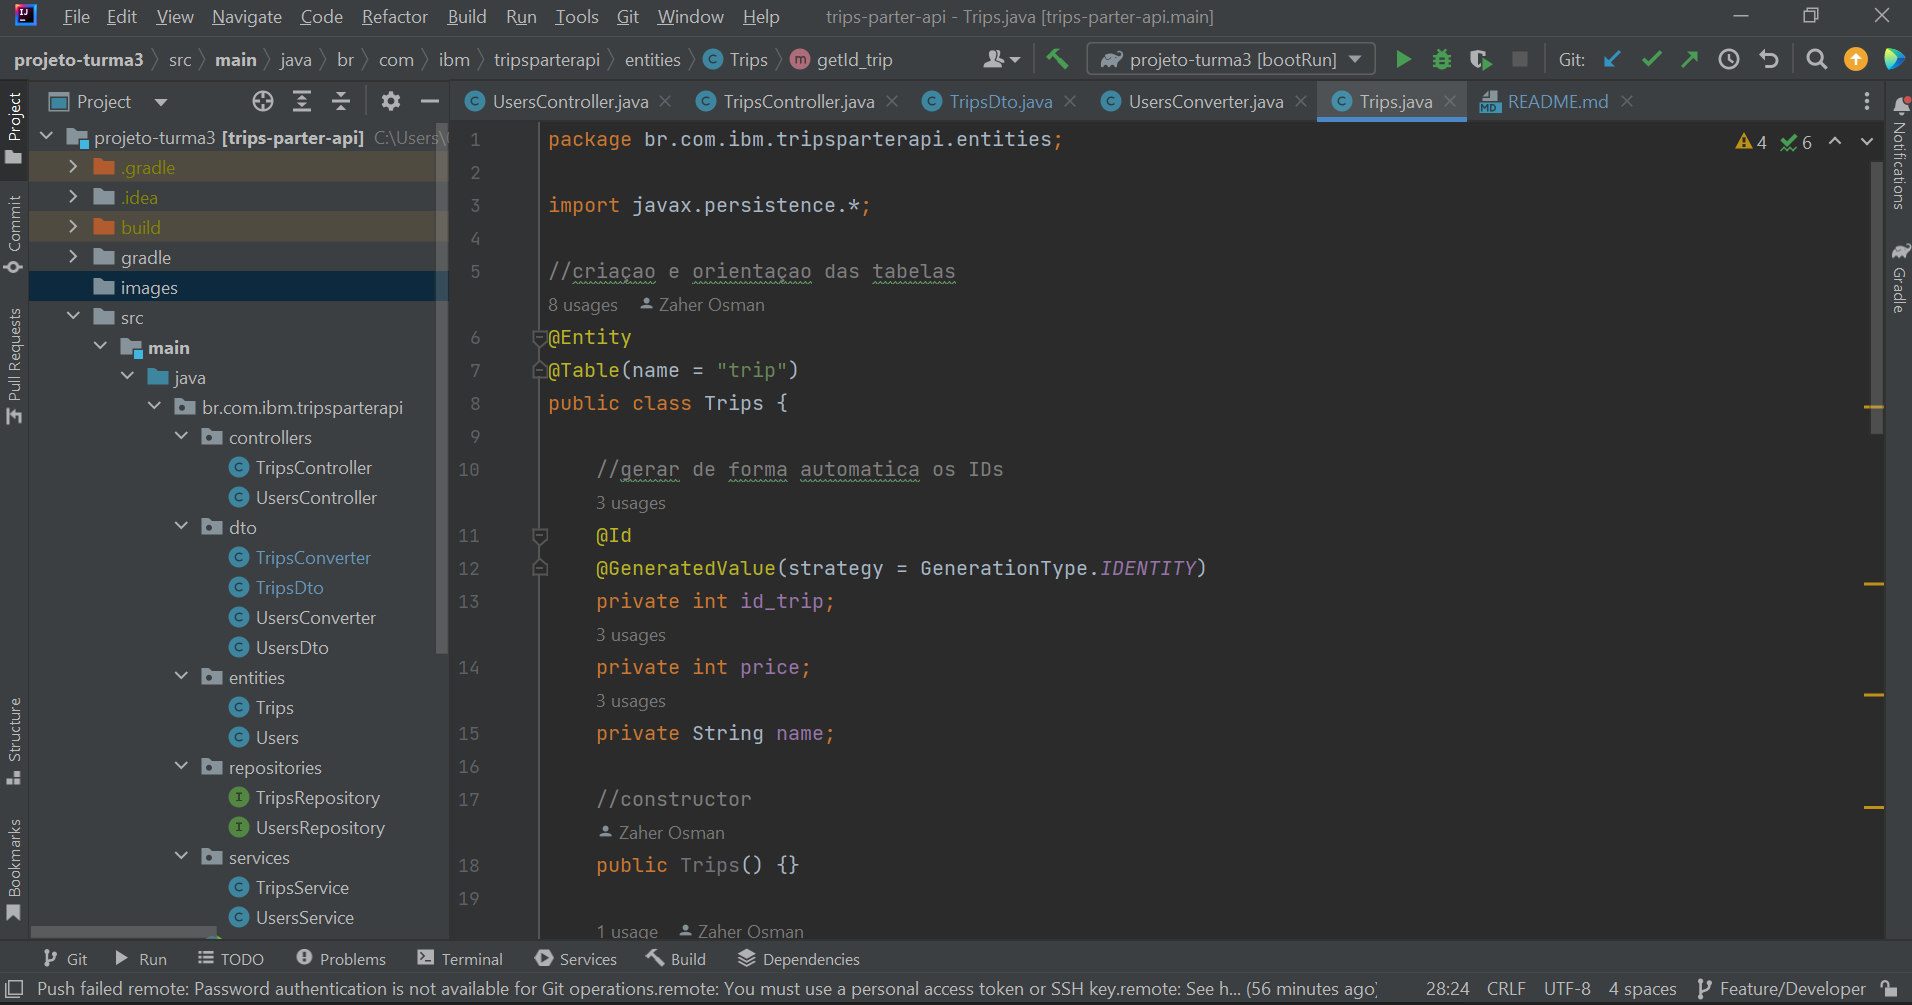 File Edit View Navigate Code Refactor Build Run Tools Git Window Help trips-parter-api - Trips.java [trips-parter-api.main]
projeto-turma3 src main java br com ibm tripsparterapi entities Trips getId_trip projeto-turma3 [bootRun] Git:
Project
UsersController.java TripsController.java TripsDto.java UsersConverter.java Trips.java README.md
Project
Commit
Pull Requests
Structure
Bookmarks
projeto-turma3 [trips-parter-api] C:\Users\
.gradle
.idea
build
gradle
images
src
main
java
br.com.ibm.tripsparterapi
controllers
TripsController
UsersController
dto
TripsConverter
TripsDto
UsersConverter
UsersDto
entities
Trips
Users
repositories
TripsRepository
UsersRepository
services
TripsService
UsersService
4 6
1 package br.com.ibm.tripsparterapi.entities;
2
3 import javax.persistence.*;
4
5 //criaçao e orientaçao das tabelas
8 usages Zaher Osman
6 @Entity
7 @Table(name = "trip")
8 public class Trips {
9
10 //gerar de forma automatica os IDs
3 usages
11 @Id
12 @GeneratedValue(strategy = GenerationType.IDENTITY)
13 private int id_trip;
3 usages
14 private int price;
3 usages
15 private String name;
16
17 //constructor
Zaher Osman
18 public Trips() {}
19
1 usage Zaher Osman
Notifications
Gradle
Git Run TODO Problems Terminal Services Build Dependencies
Push failed remote: Password authentication is not available for Git operations.remote: You must use a personal access token or SSH key.remote: See h... (56 minutes ago) 28:24 CRLF UTF-8 4 spaces Feature/Developer